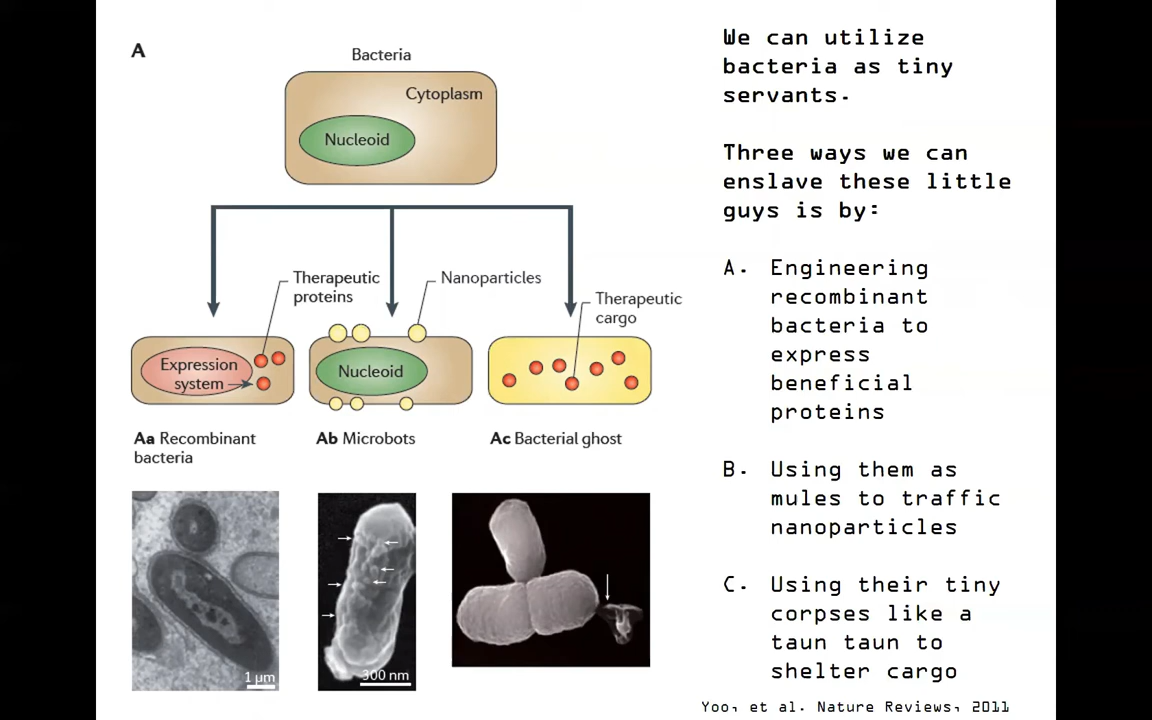 A
Bacteria
Cytoplasm
Nucleoid
Therapeutic
proteins
Nanoparticles
Therapeutic
cargo
Expression
system
Nucleoid
Aa Recombinant
bacteria
Ab Microbots
Ac Bacterial ghost
1 µm
300 nm
We can utilize
bacteria as tiny
servants.
Three ways we can
enslave these little
guys is by:
A. Engineering
recombinant
bacteria to
express
beneficial
proteins
B. Using them as
mules to traffic
nanoparticles
C. Using their tiny
corpses like a
taun taun to
shelter cargo
Yoo, et al. Nature Reviews, 2011